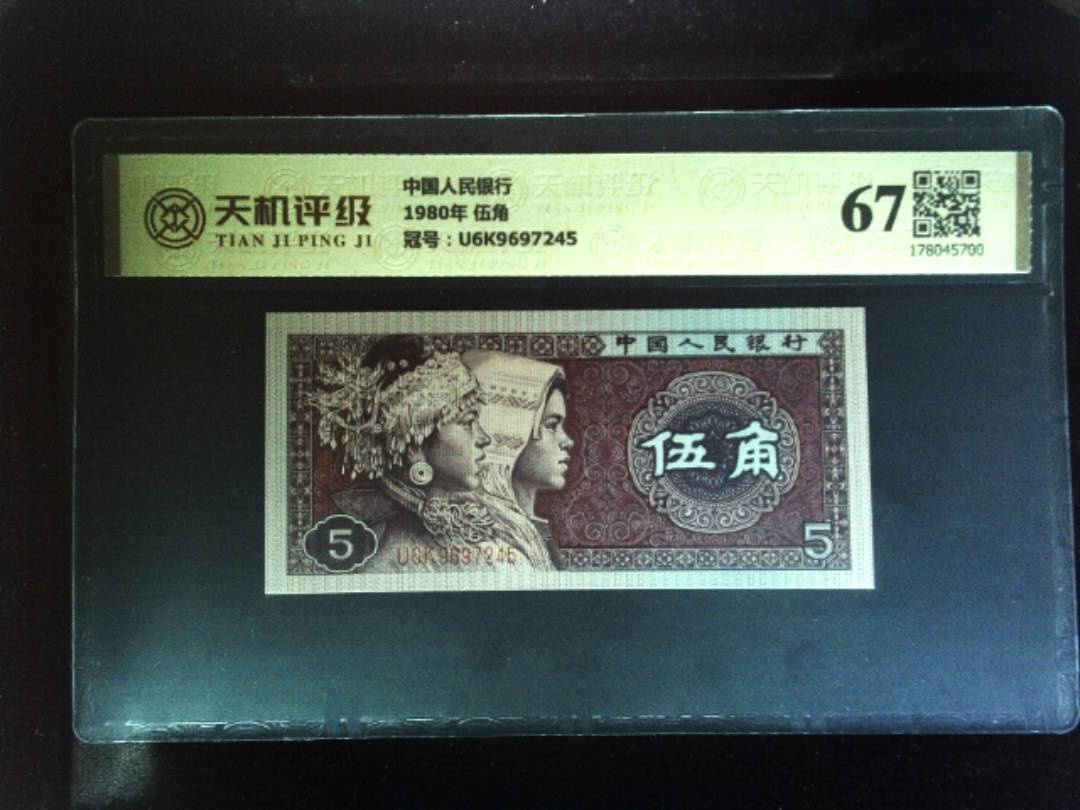 天机评级
TIAN JI PING JI
中国人民银行
1980年 伍角
冠号：U6K9697245
67
178045700
中国人民银行
伍角
5
U6K9697245
5